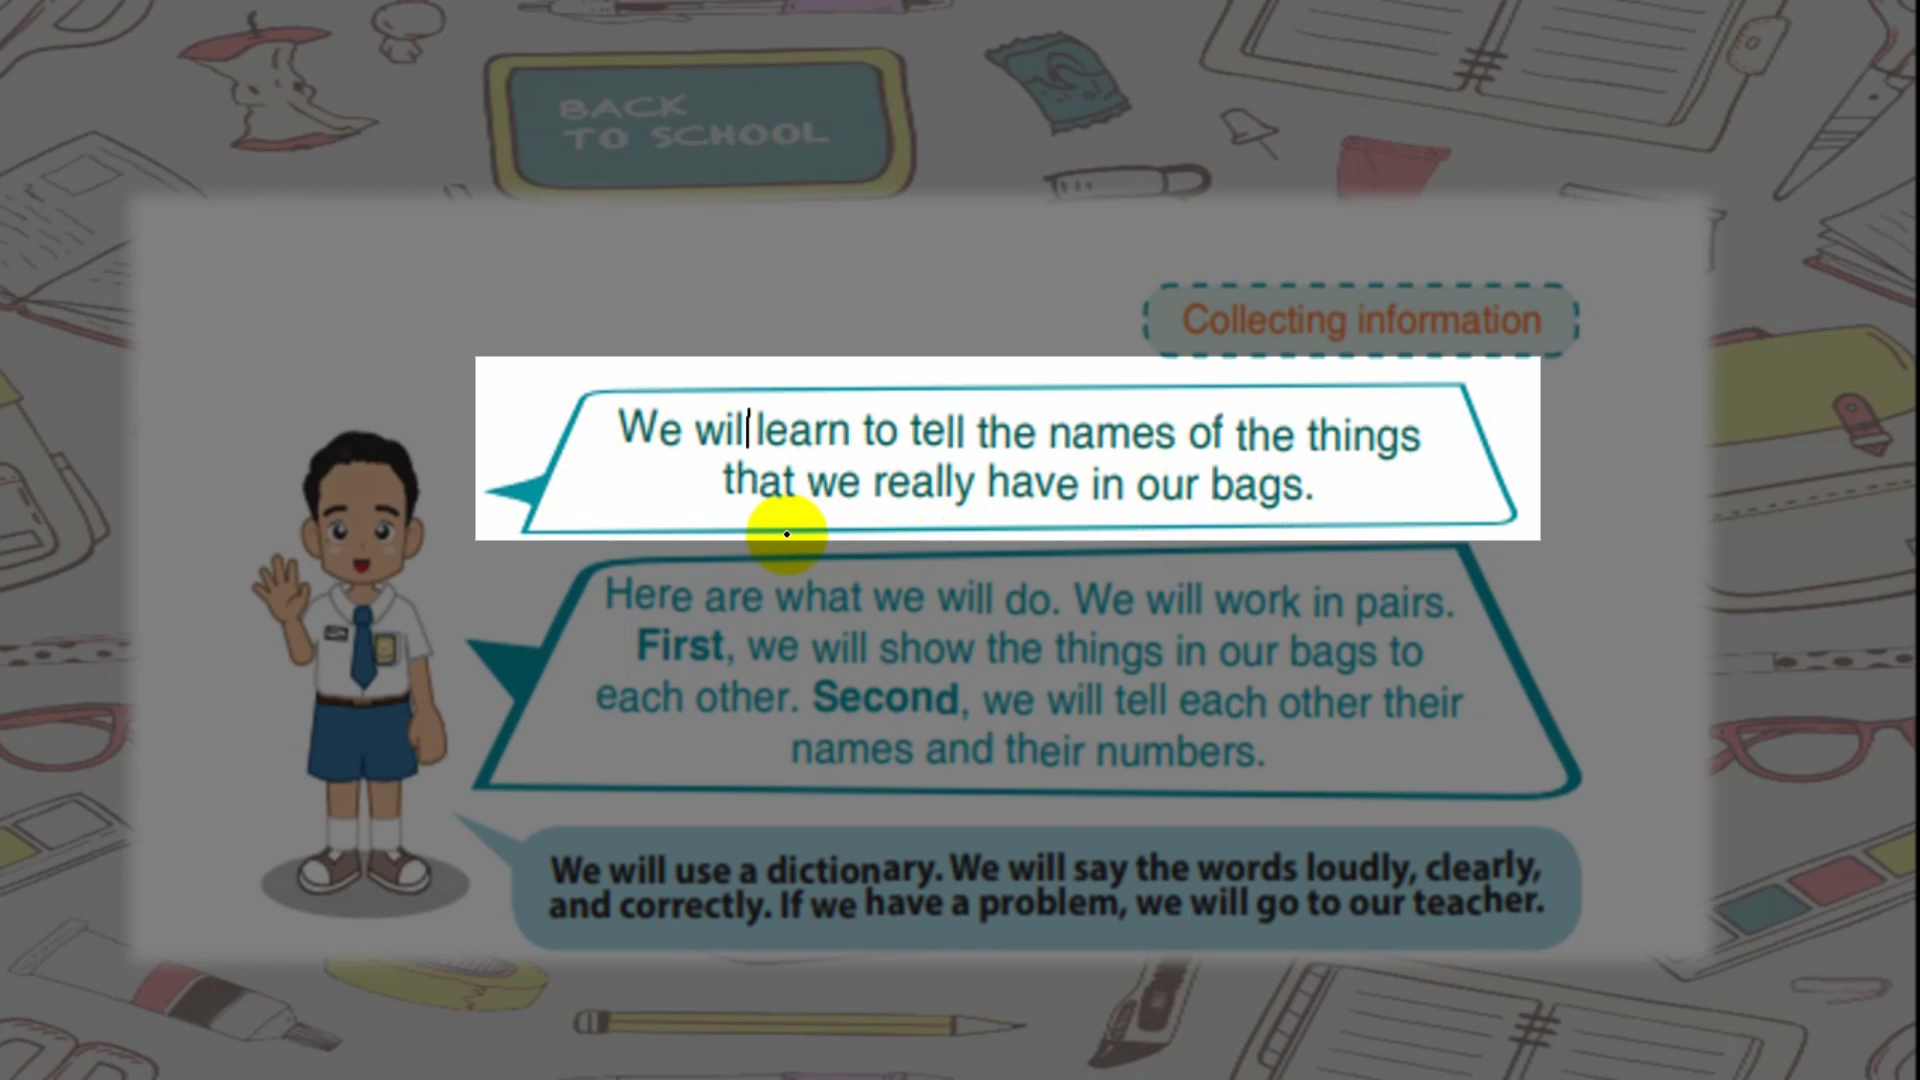 BACK
TO SCHOOL
Collecting information
We will learn to tell the names of the things
that we really have in our bags.
Here are what we will do. We will work in pairs.
First, we will show the things in our bags to
each other. Second, we will tell each other their
names and their numbers.
We will use a dictionary. We will say the words loudly, clearly,
and correctly. If we have a problem, we will go to our teacher.